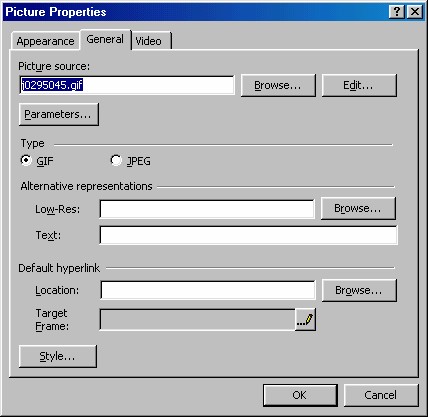 Picture Properties
Appearance General Video
Picture source:
j0295045.gif Browse... Edit...
Parameters...
Type
GIF JPEG
Alternative representations
Low-Res: Browse...
Text:
Default hyperlink
Location: Browse...
Target
Frame:
Style...
OK Cancel